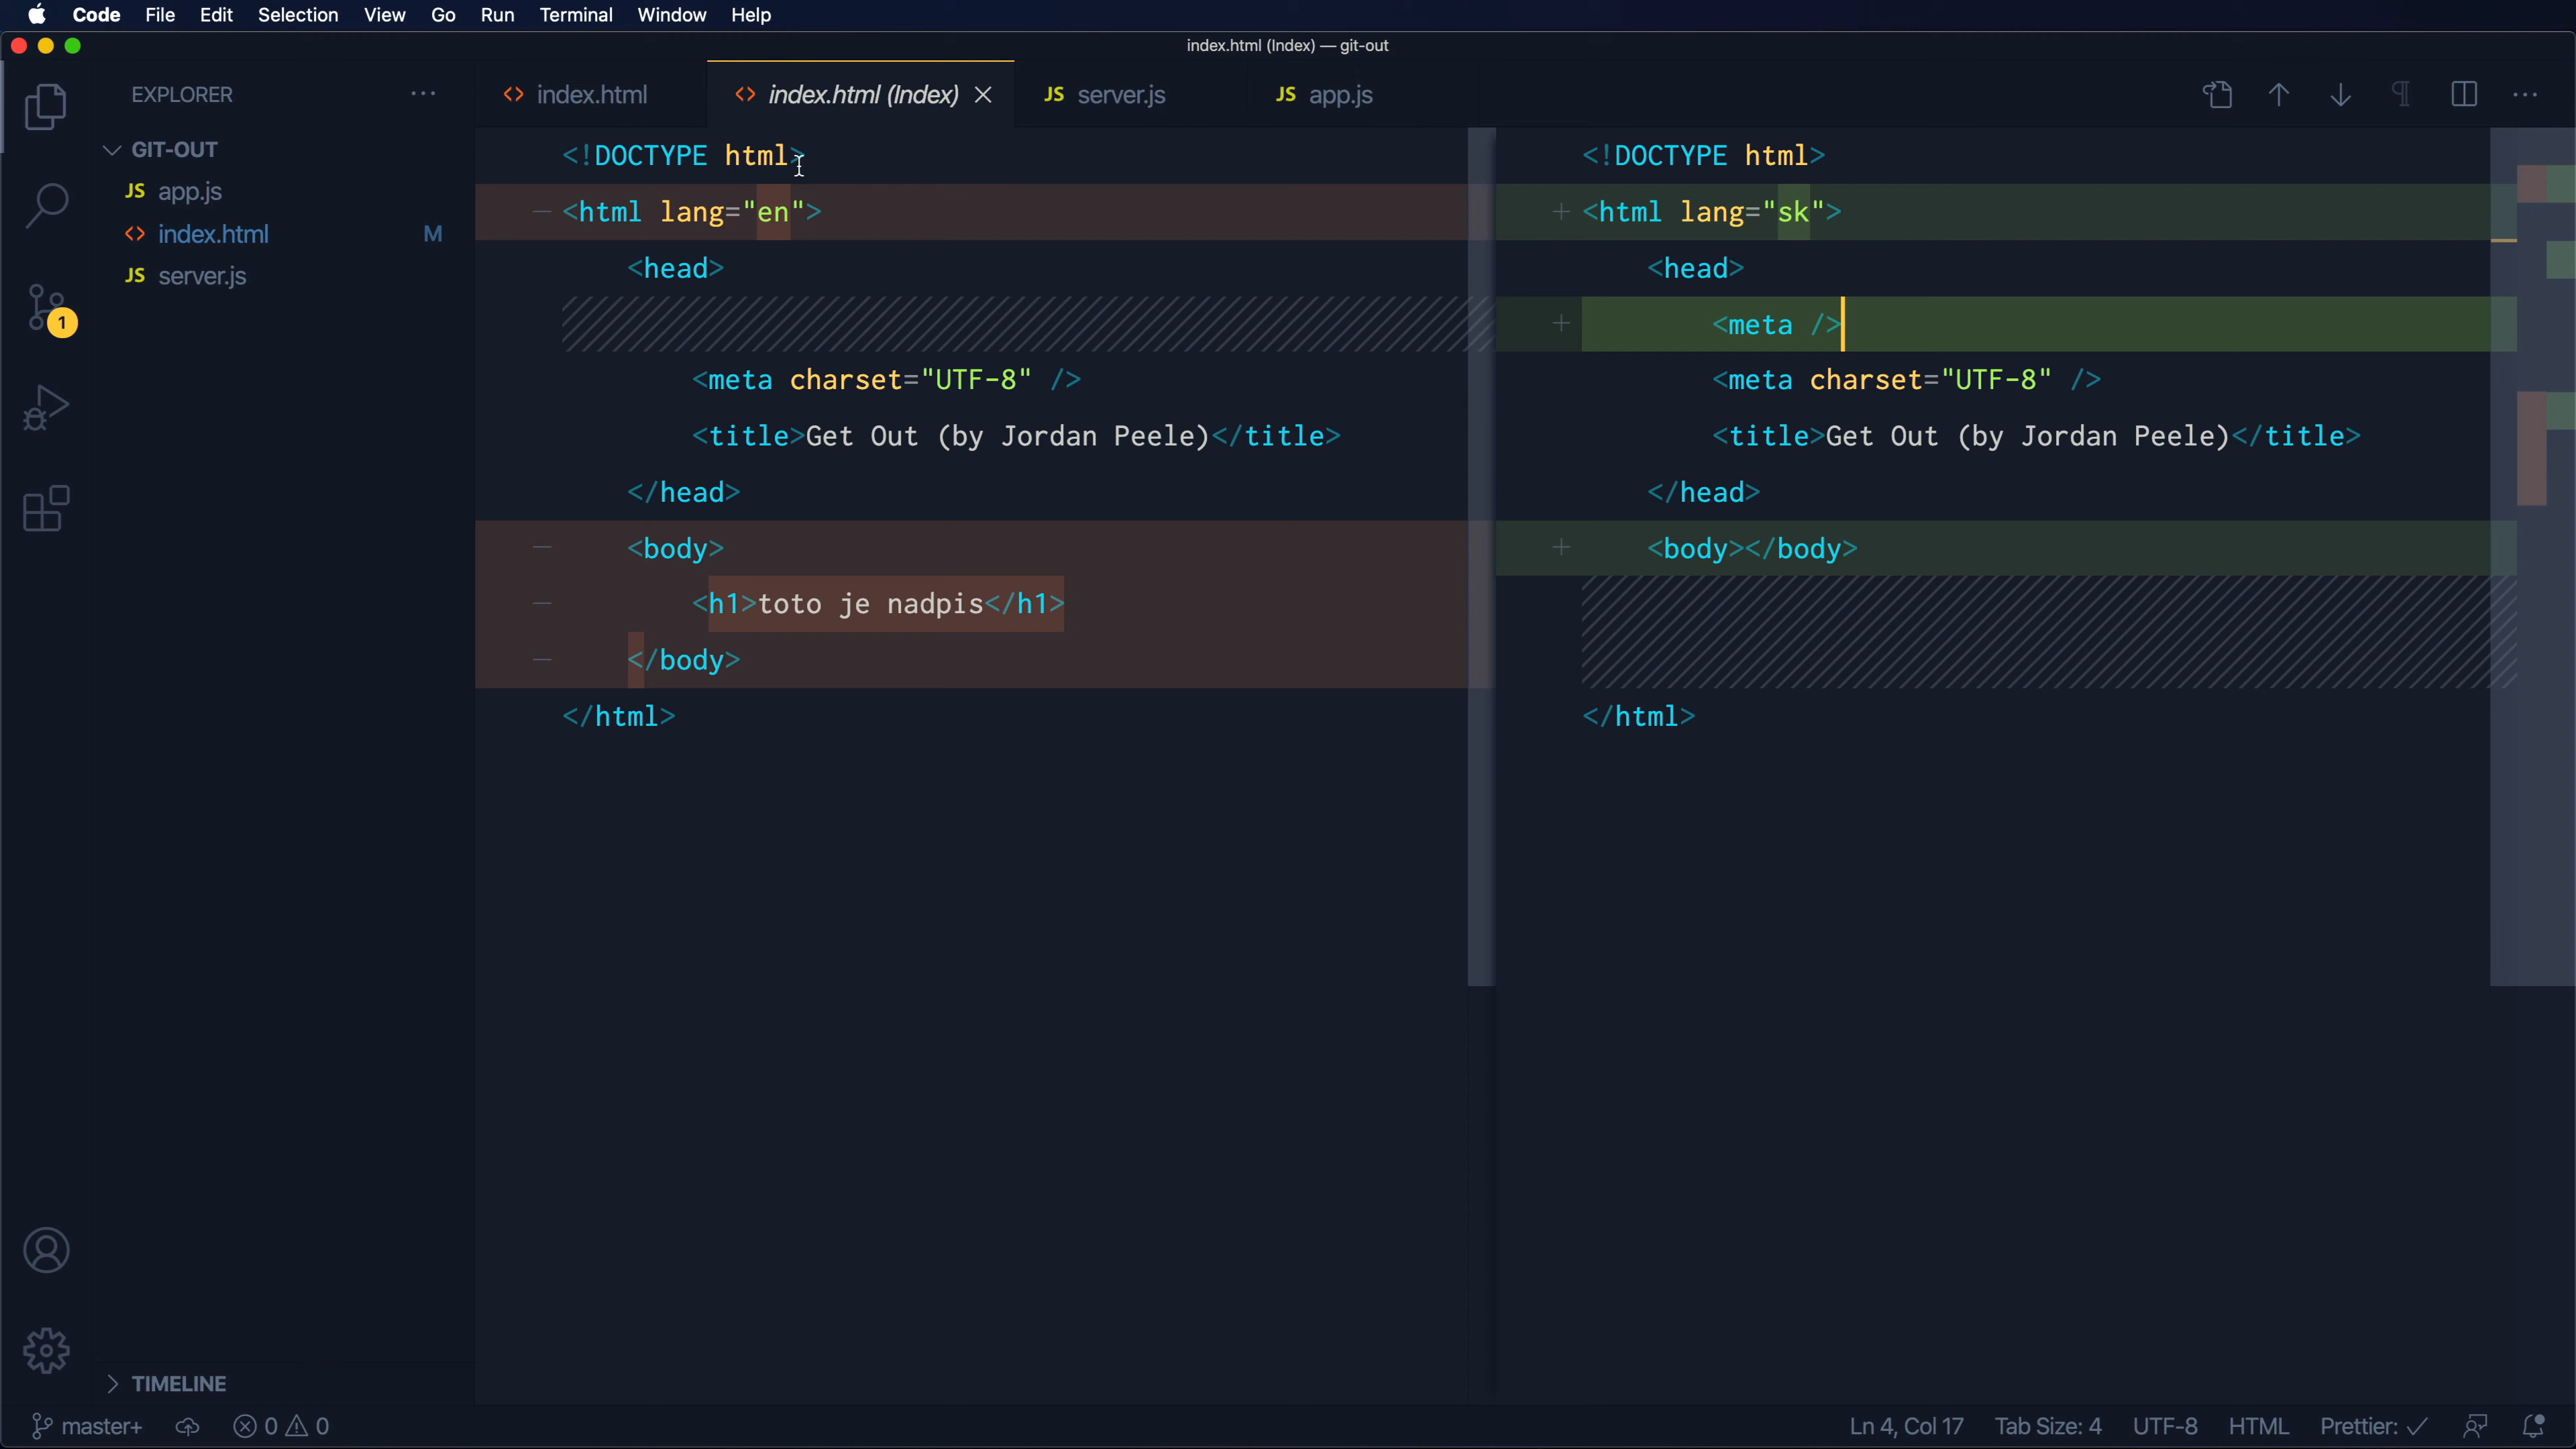 Code File Edit Selection View Go Run Terminal Window Help
index.html (Index) — git-out
EXPLORER
index.html
index.html (Index)
JS server.js
JS app.js
GIT-OUT
JS app.js
index.html M
JS server.js
1
<!DOCTYPE html>
<html lang="en">
<head>
<meta charset="UTF-8" />
<title>Get Out (by Jordan Peele)</title>
</head>
<body>
<h1>toto je nadpis</h1>
</body>
</html>
<!DOCTYPE html>
<html lang="sk">
<head>
<meta />
<meta charset="UTF-8" />
<title>Get Out (by Jordan Peele)</title>
</head>
<body></body>
</html>
TIMELINE
master+ 0 0 Ln 4, Col 17 Tab Size: 4 UTF-8 HTML Prettier: ✓